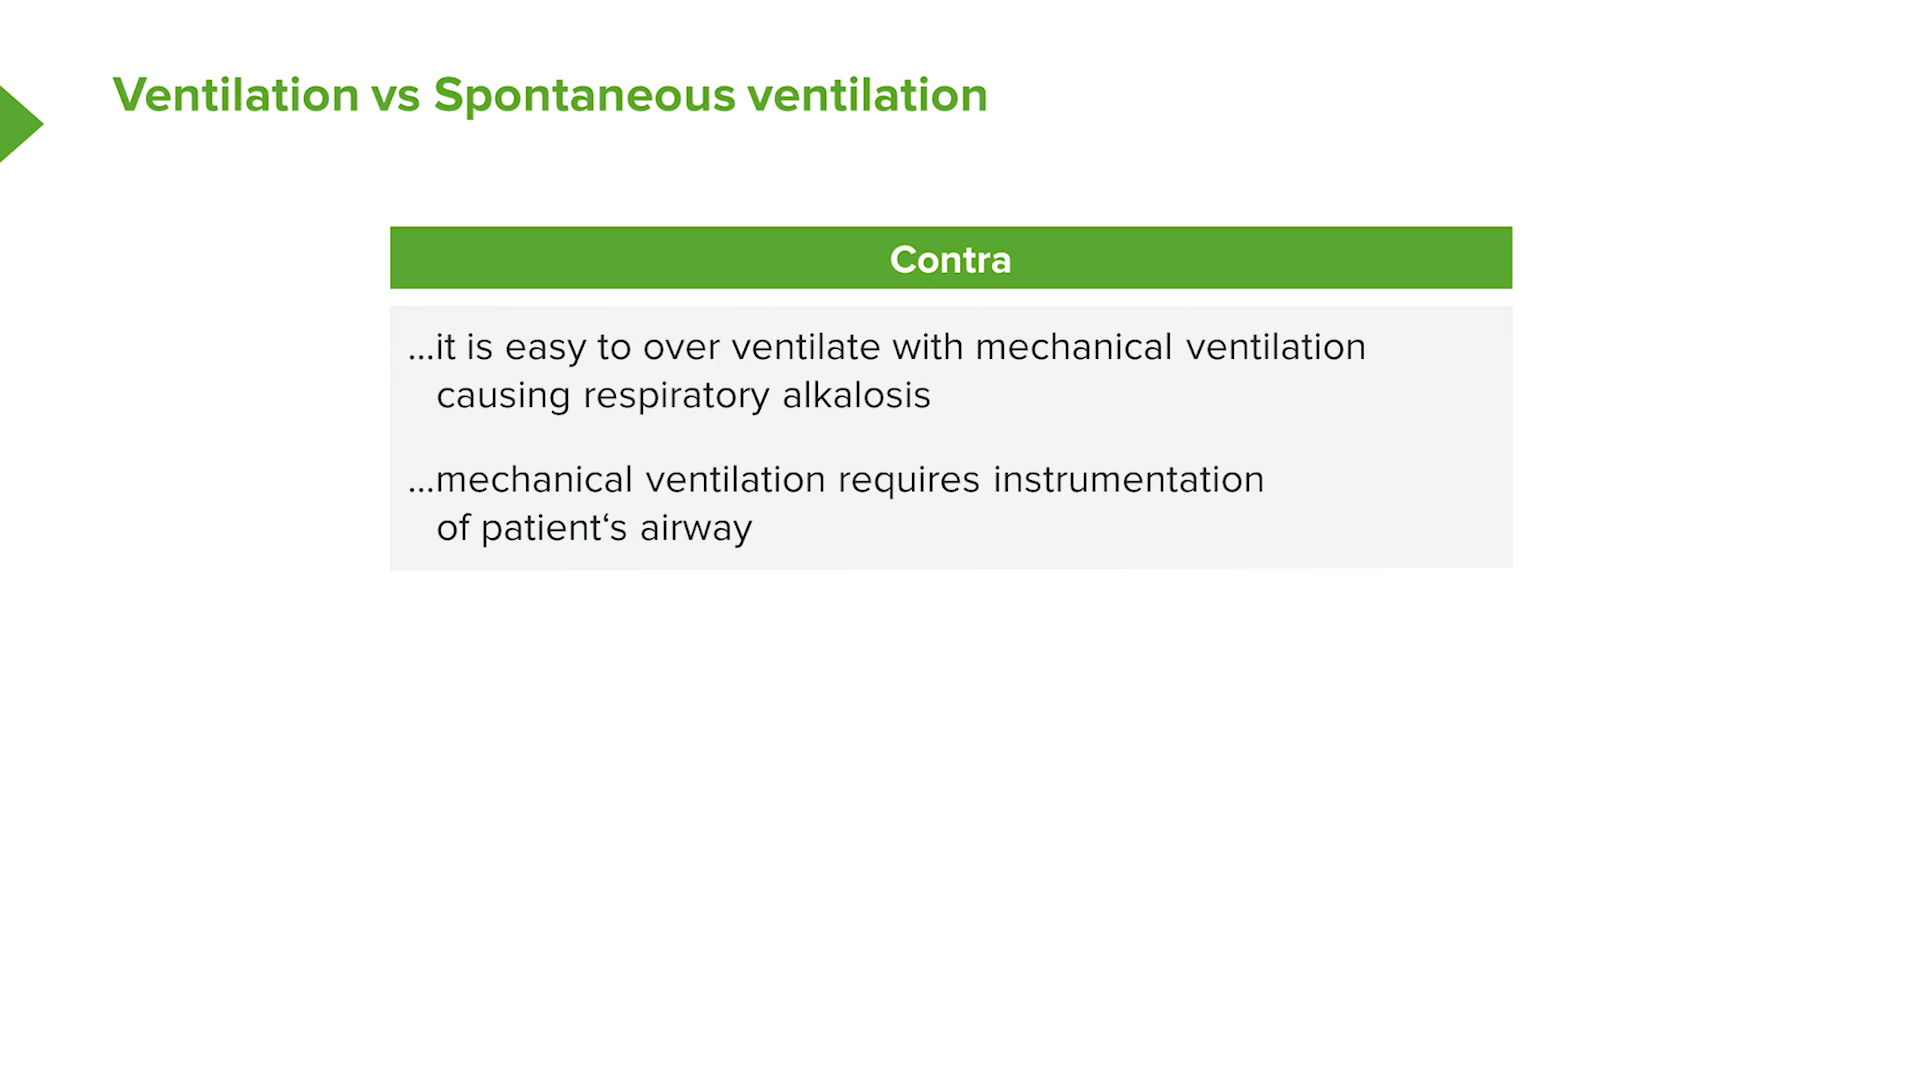 Ventilation vs Spontaneous ventilation
Contra
...it is easy to over ventilate with mechanical ventilation
causing respiratory alkalosis
...mechanical ventilation requires instrumentation
of patient‘s airway